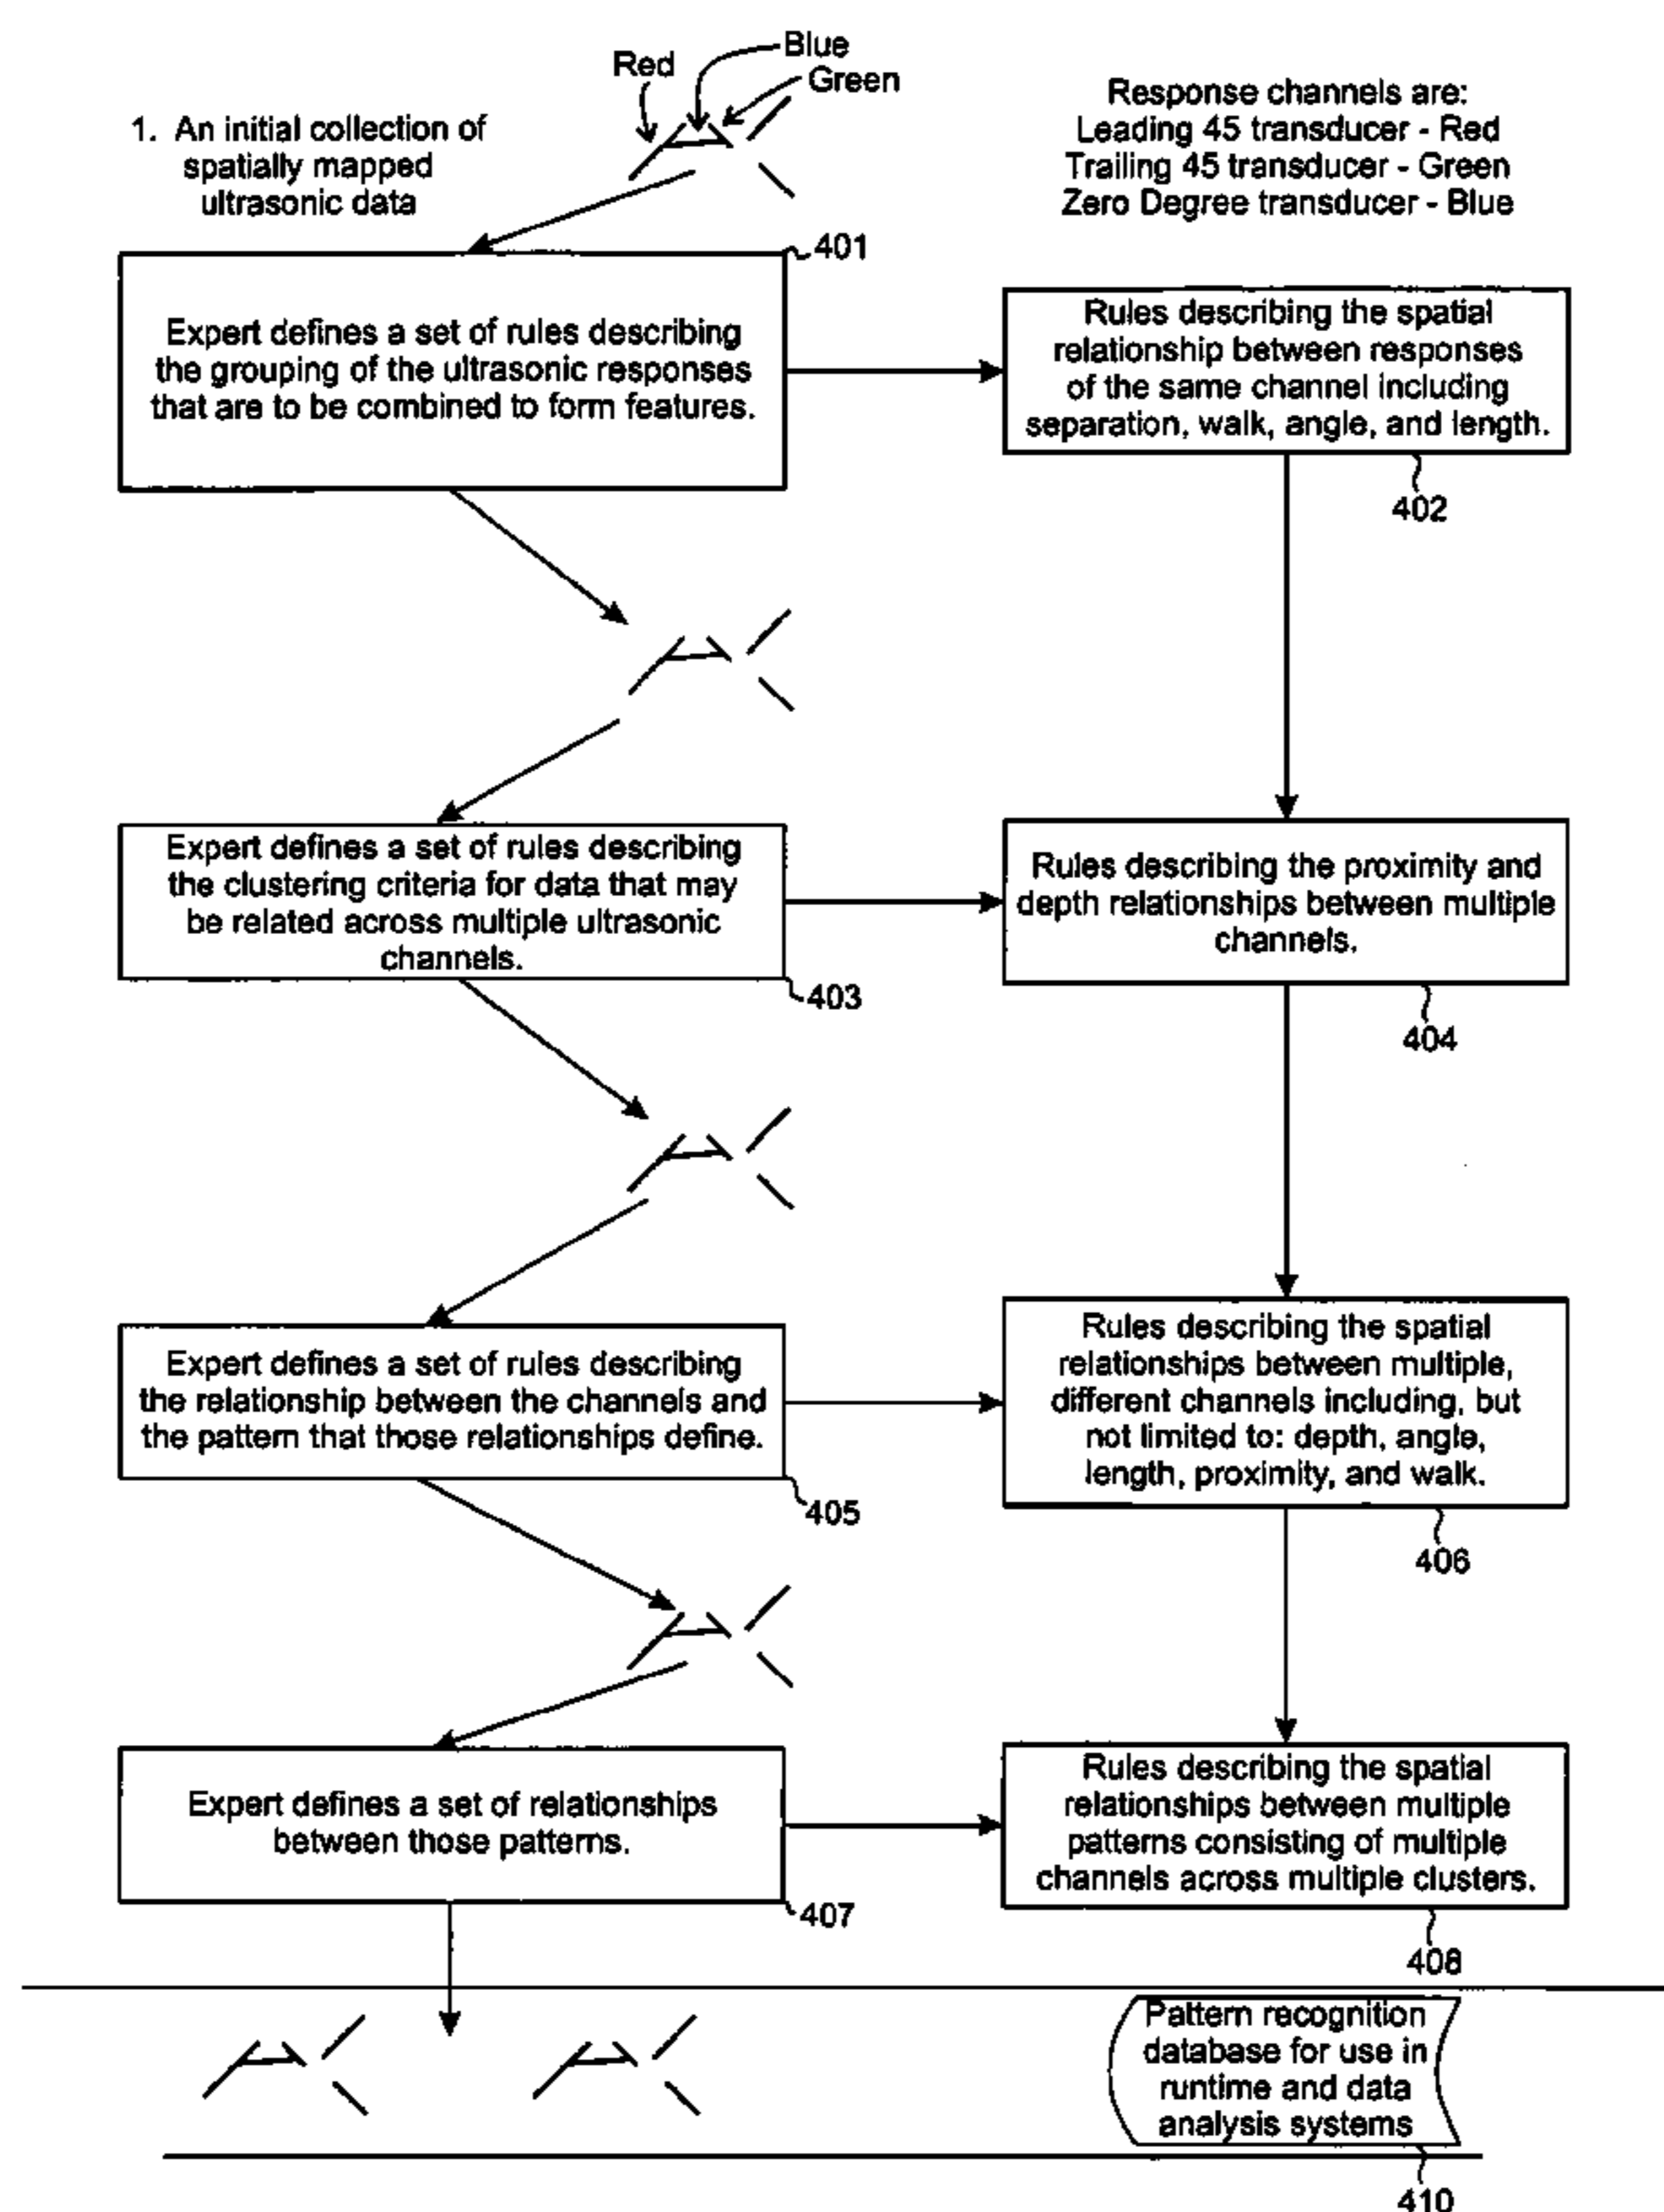 Red
Blue
Green
1. An initial collection of
spatially mapped
ultrasonic data
Response channels are:
Leading 45 transducer - Red
Trailing 45 transducer - Green
Zero Degree transducer - Blue
401
Expert defines a set of rules describing
the grouping of the ultrasonic responses
that are to be combined to form features.
Rules describing the spatial
relationship between responses
of the same channel including
separation, walk, angle, and length.
402
Expert defines a set of rules describing
the clustering criteria for data that may
be related across multiple ultrasonic
channels.
403
Rules describing the proximity and
depth relationships between multiple
channels.
404
Expert defines a set of rules describing
the relationship between the channels and
the pattern that those relationships define.
405
Rules describing the spatial
relationships between multiple,
different channels including, but
not limited to: depth, angle,
length, proximity, and walk.
406
Expert defines a set of relationships
between those patterns.
407
Rules describing the spatial
relationships between multiple
patterns consisting of multiple
channels across multiple clusters.
408
Pattern recognition
database for use in
runtime and data
analysis systems
410